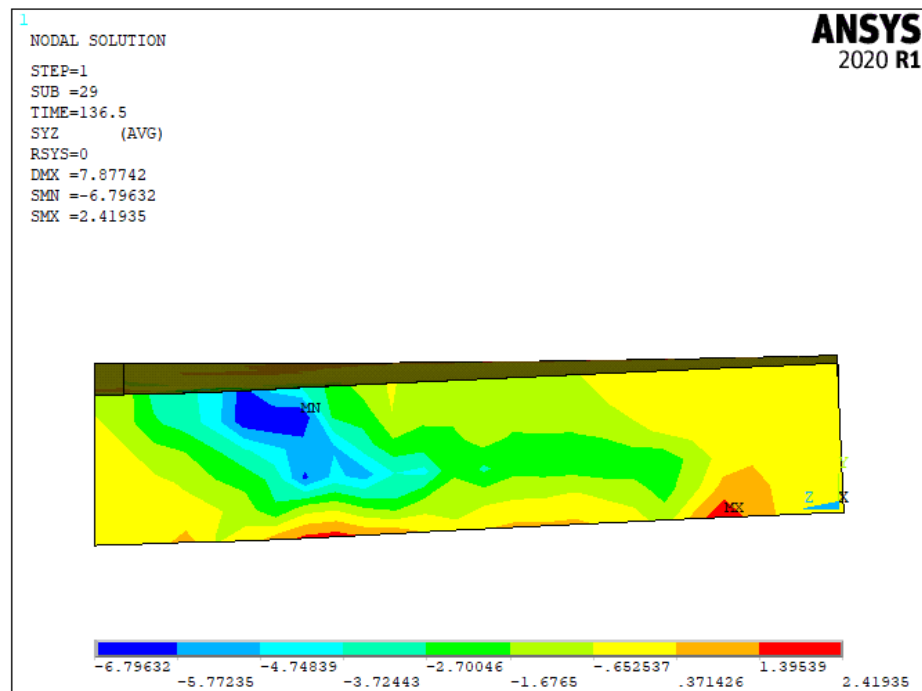 1
NODAL SOLUTION
STEP=1
SUB =29
TIME=136.5
SYZ (AVG)
RSYS=0
DMX =7.87742
SMN =-6.79632
SMX =2.41935
ANSYS
2020 R1
MN
MX
Y
Z
X
-6.79632 -4.74839 -2.70046 -.652537 1.39539
-5.77235 -3.72443 -1.6765 .371426 2.41935